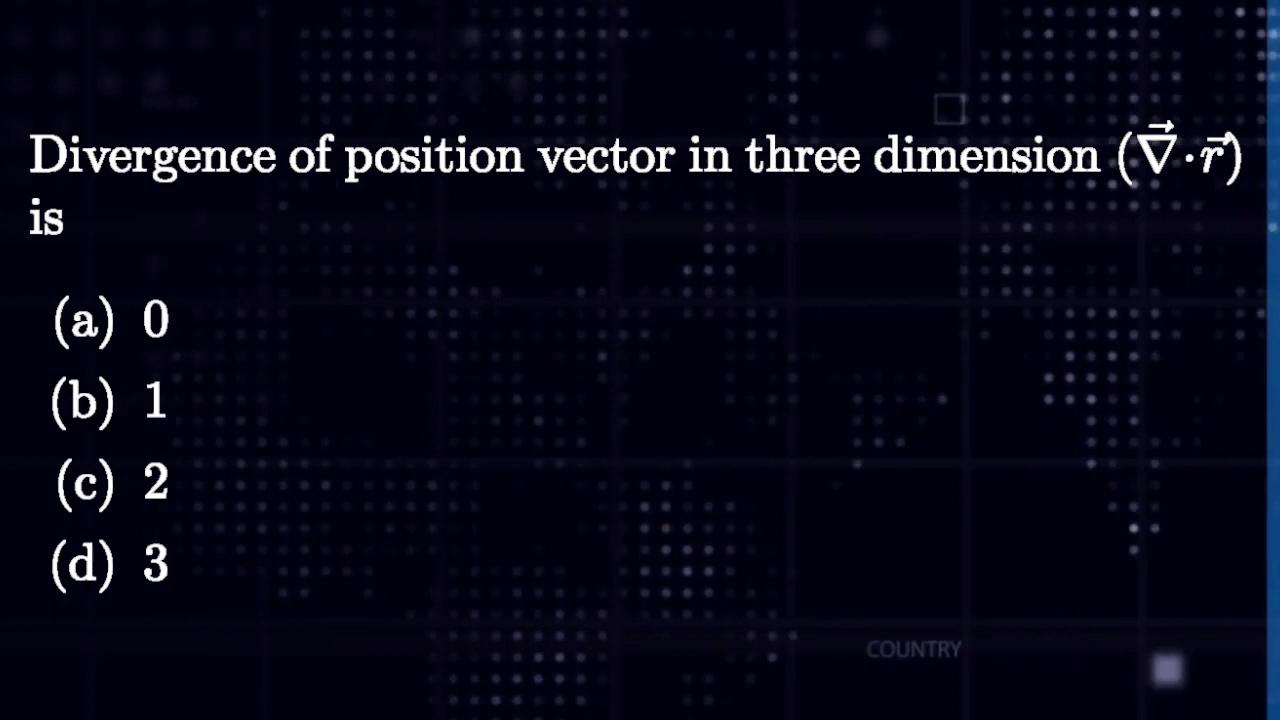 Divergence of position vector in three dimension (∇⃗·r⃗)
is
(a) 0
(b) 1
(c) 2
(d) 3
COUNTRY